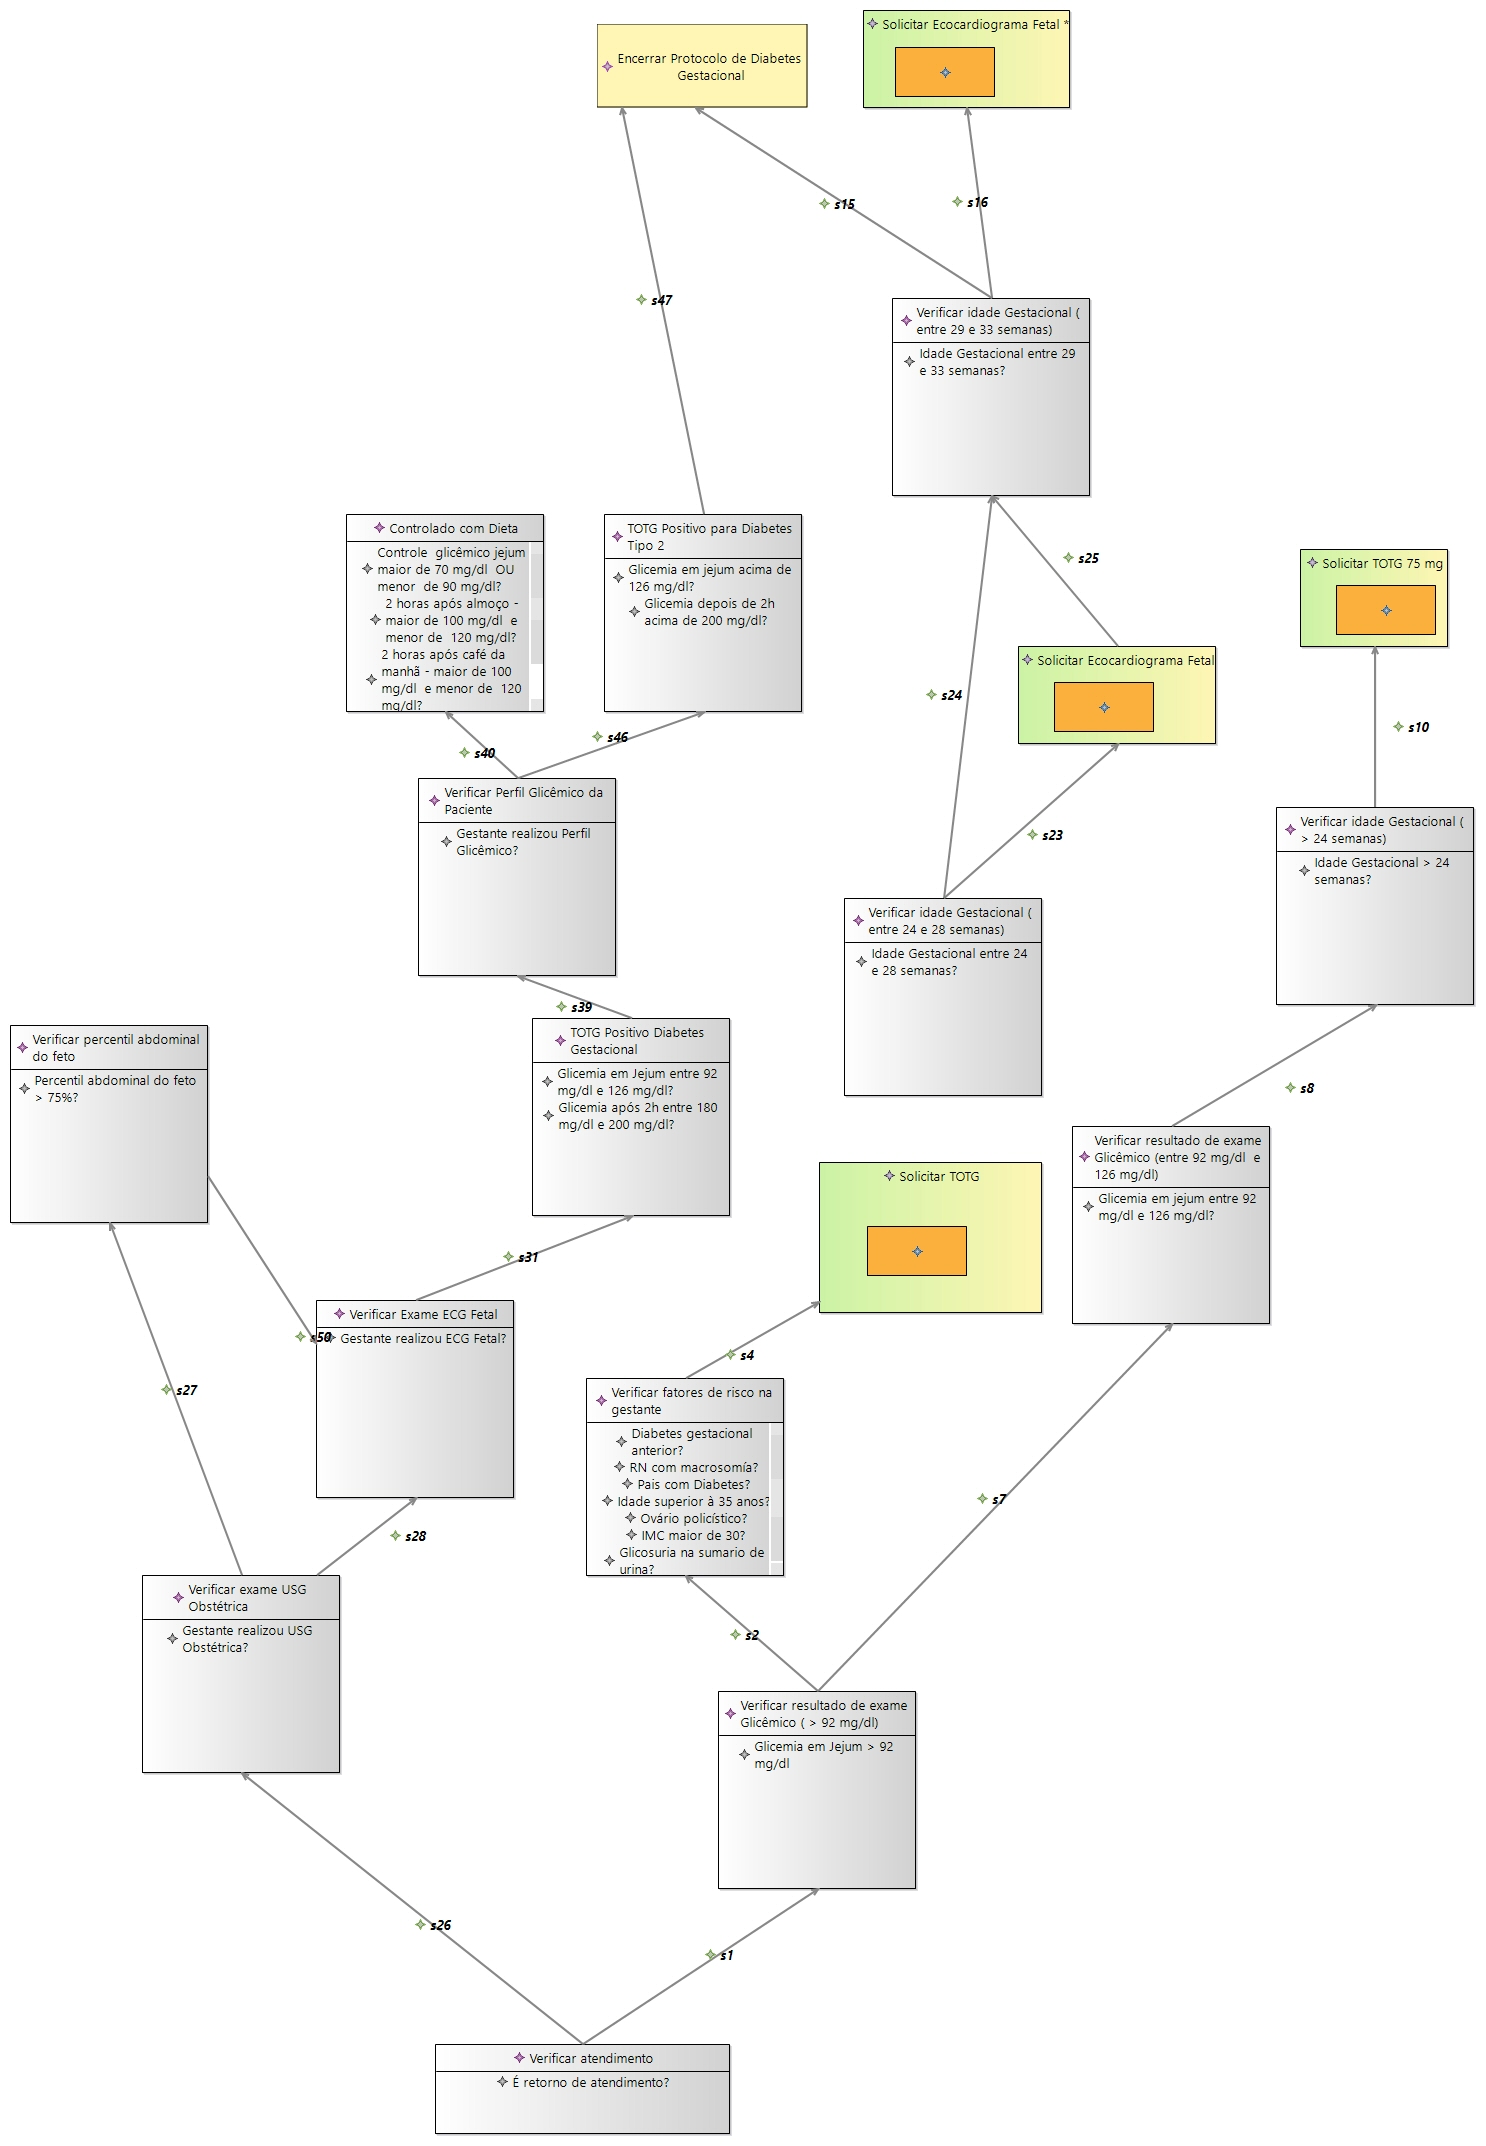 Solicitar Ecocardiograma Fetal *
Encerrar Protocolo de Diabetes
Gestacional
s15
s16
s47
Verificar idade Gestacional (
entre 29 e 33 semanas)
Idade Gestacional entre 29
e 33 semanas?
Controlado com Dieta
Controle  glicêmico jejum
maior de 70 mg/dl  OU
menor  de 90 mg/dl?
2 horas após almoço -
maior de 100 mg/dl  e
menor de  120 mg/dl?
2 horas após café da
manhã - maior de 100
mg/dl  e menor de  120
mg/dl?
TOTG Positivo para Diabetes
Tipo 2
Glicemia em jejum acima de
126 mg/dl?
Glicemia depois de 2h
acima de 200 mg/dl?
s25
Solicitar TOTG 75 mg
Solicitar Ecocardiograma Fetal
s24
s10
s40
s46
Verificar Perfil Glicêmico da
Paciente
Gestante realizou Perfil
Glicêmico?
s23
Verificar idade Gestacional (
> 24 semanas)
Idade Gestacional > 24
semanas?
Verificar idade Gestacional (
entre 24 e 28 semanas)
Idade Gestacional entre 24
e 28 semanas?
s39
Verificar percentil abdominal
do feto
Percentil abdominal do feto
> 75%?
TOTG Positivo Diabetes
Gestacional
Glicemia em Jejum entre 92
mg/dl e 126 mg/dl?
Glicemia após 2h entre 180
mg/dl e 200 mg/dl?
s8
Verificar resultado de exame
Glicêmico (entre 92 mg/dl  e
126 mg/dl)
Glicemia em jejum entre 92
mg/dl e 126 mg/dl?
Solicitar TOTG
s31
Verificar Exame ECG Fetal
s50
Gestante realizou ECG Fetal?
s4
s27
Verificar fatores de risco na
gestante
Diabetes gestacional
anterior?
RN com macrosomía?
Pais com Diabetes?
Idade superior à 35 anos?
Ovário policístico?
IMC maior de 30?
Glicosuria na sumario de
urina?
s7
s28
Verificar exame USG
Obstétrica
Gestante realizou USG
Obstétrica?
s2
Verificar resultado de exame
Glicêmico ( > 92 mg/dl)
Glicemia em Jejum > 92
mg/dl
s26
s1
Verificar atendimento
É retorno de atendimento?